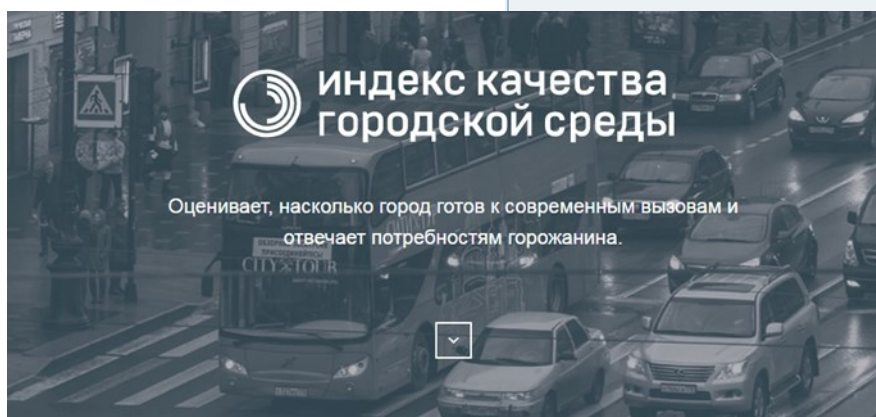 индекс качества
городской среды
Оценивает, насколько город готов к современным вызовам и
отвечает потребностям горожанина.
CITY TOUR